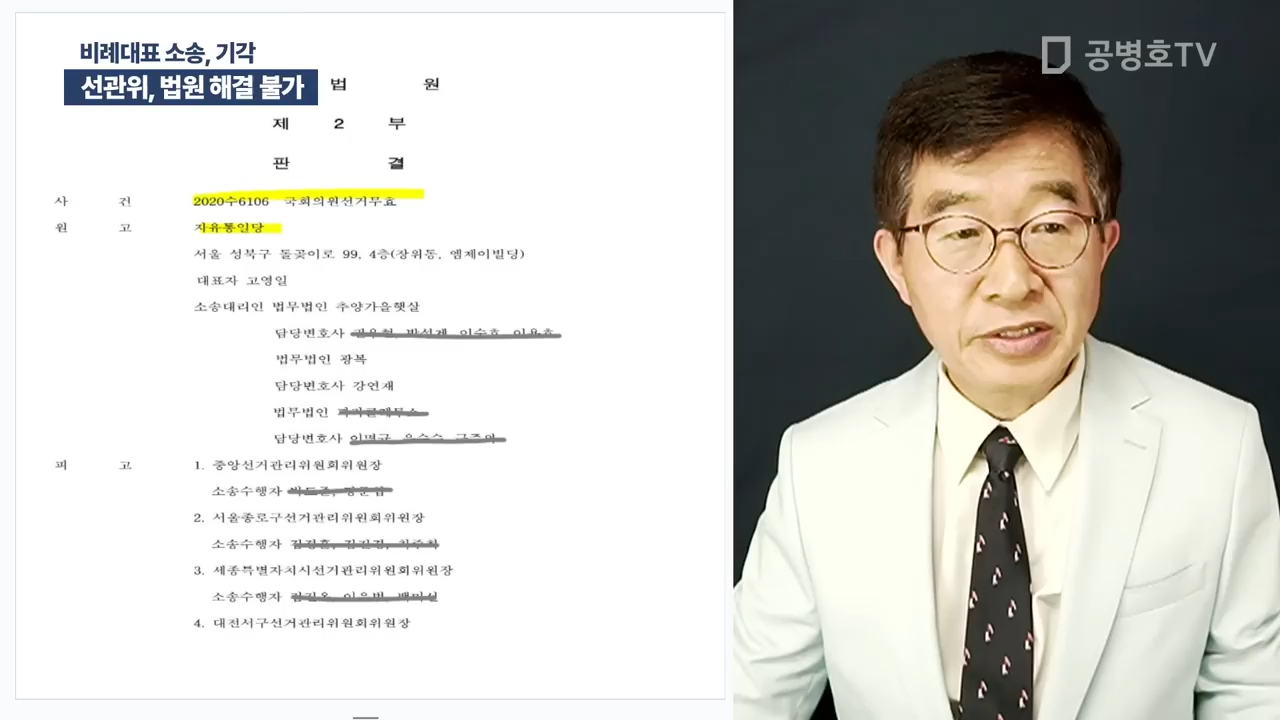 비례대표 소송, 기각
선관위, 법원 해결 불가
공병호TV
법 원
제 2 부
판 결
사 건 2020수6106 국회의원선거무효
원 고 자유통일당
서울 성북구 돌곶이로 99, 4층(장위동, 엠제이빌딩)
대표자 고영일
소송대리인 법무법인 추양가을햇살
담당변호사
법무법인 광복
담당변호사 강연재
법무법인
담당변호사
피 고 1. 중앙선거관리위원회위원장
소송수행자
2. 서울종로구선거관리위원회위원장
소송수행자
3. 세종특별자치시선거관리위원회위원장
소송수행자
4. 대전서구선거관리위원회위원장